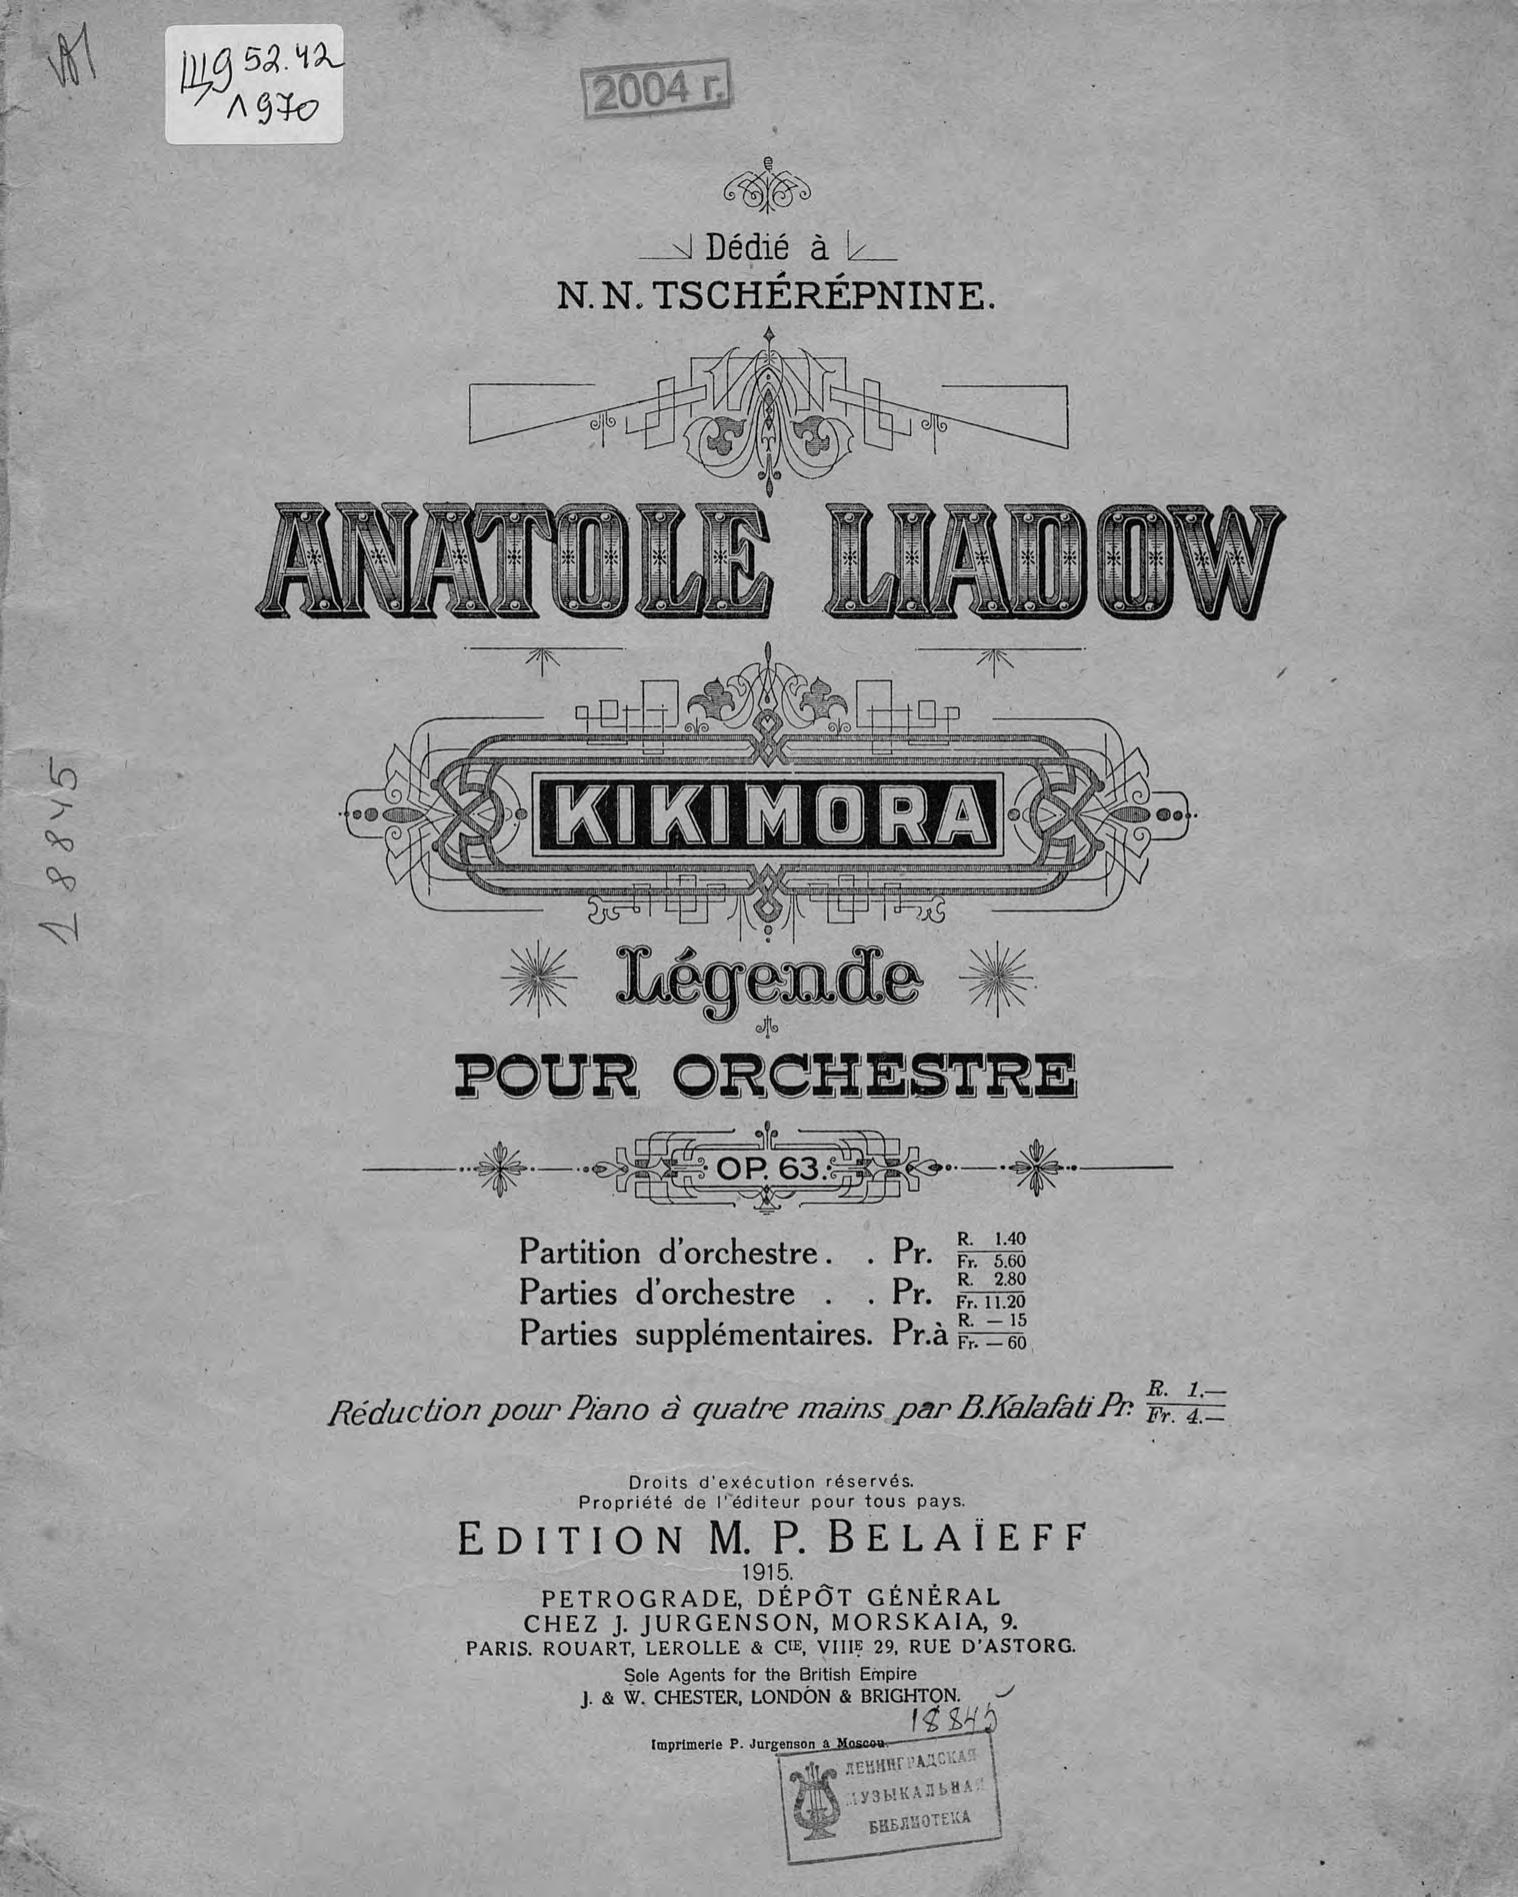 Щ9 52.42
Л 970
2004 г.
Dédié à
N. N. TSCHÉRÉPNINE.
ANATOLE LIADOW
KIKIMORA
Légende
POUR ORCHESTRE
OP. 63.
Partition d'orchestre . . Pr. R. 1.40 Fr. 5.60
Parties d'orchestre . . Pr. R. 2.80 Fr. 11.20
Parties supplémentaires. Pr. à R. — 15 Fr. — 60
Réduction pour Piano à quatre mains par B. Kalafati Pr. R. 1.— Fr. 4.—
Droits d'exécution réservés.
Propriété de l'éditeur pour tous pays.
EDITION M. P. BELAÏEFF
1915.
PETROGRADE, DÉPÔT GÉNÉRAL
CHEZ J. JURGENSON, MORSKAIA, 9.
PARIS. ROUART, LEROLLE & CIE, VIIIE 29, RUE D'ASTORG.
Sole Agents for the British Empire
J. & W. CHESTER, LONDON & BRIGHTON.
18845
Imprimerie P. Jurgenson a Moscou.
ЛЕНИНГРАДСКАЯ
МУЗЫКАЛЬНАЯ
БИБЛИОТЕКА
18845